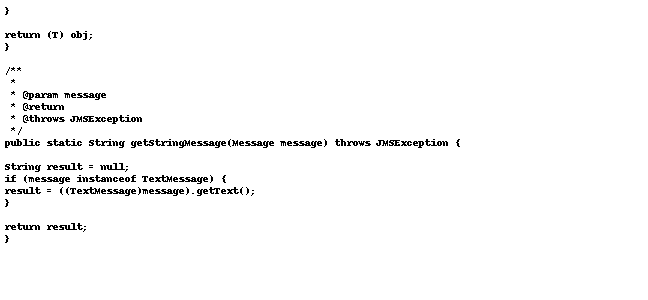 }
return (T) obj;
}
/**
*
* @param message
* @return
* @throws JMSException
*/
public static String getStringMessage(Message message) throws JMSException {
String result = null;
if (message instanceof TextMessage) {
result = ((TextMessage)message).getText();
}
return result;
}